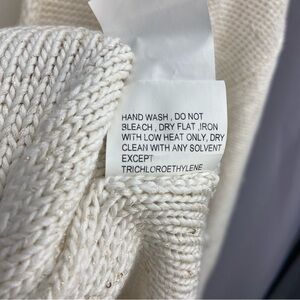 HAND WASH , DO NOT
BLEACH , DRY FLAT ,IRON
WITH LOW HEAT ONLY, DRY
CLEAN WITH ANY SOLVENT
EXCEPT
TRICHLOROETHYLENE